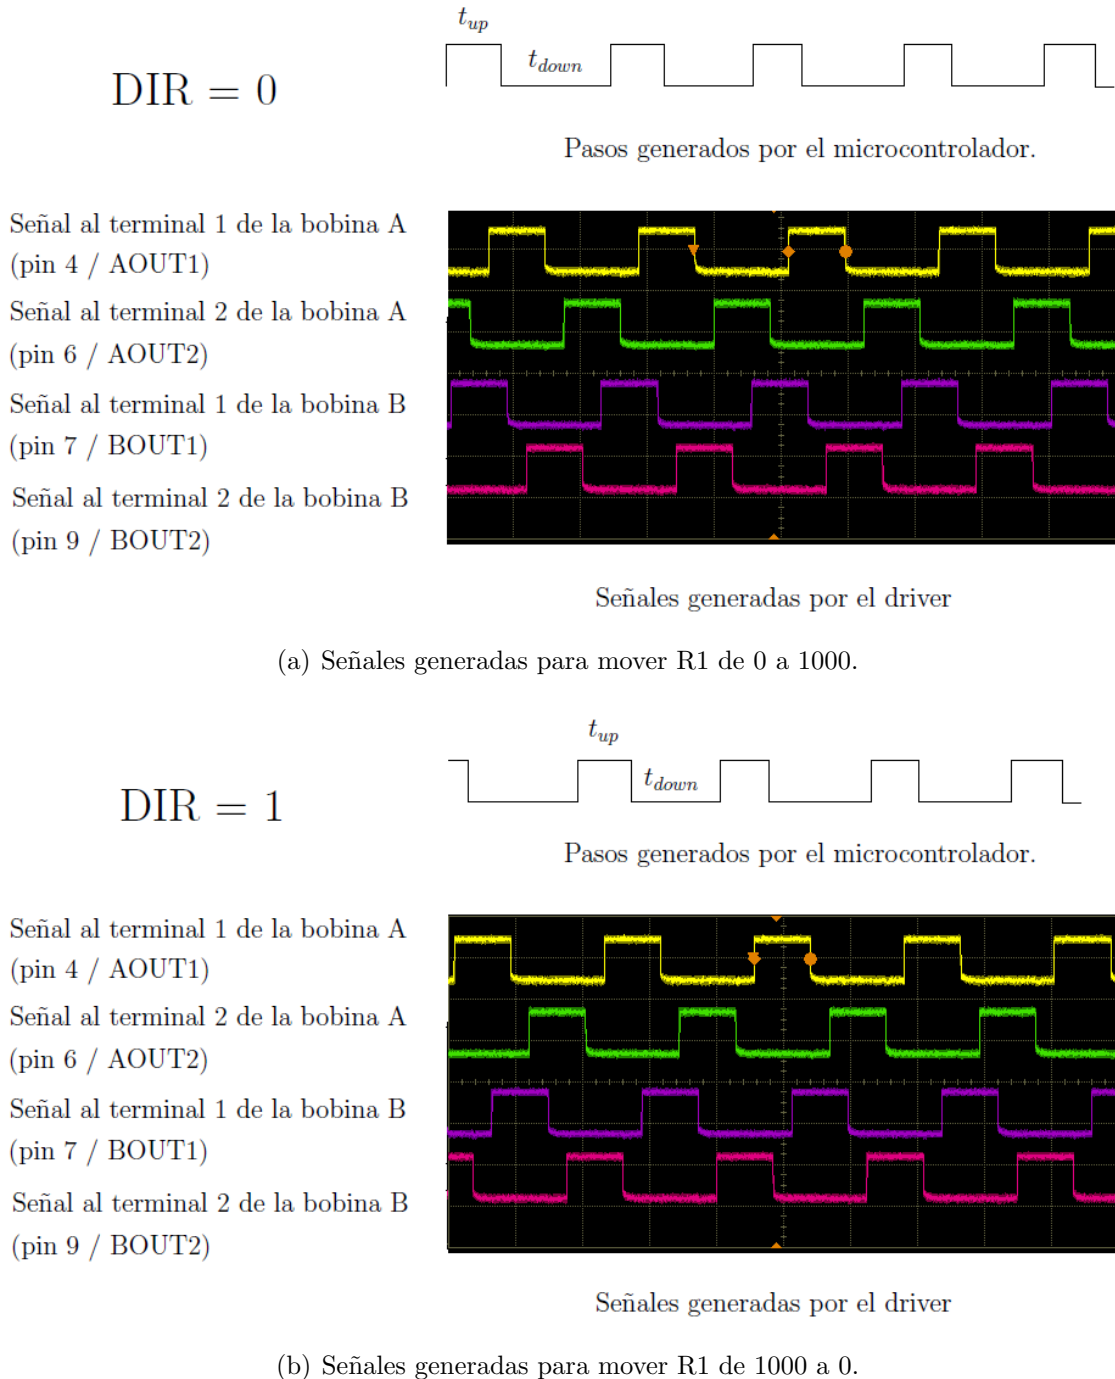 t_up
t_down
DIR = 0
Pasos generados por el microcontrolador.
Señal al terminal 1 de la bobina A
(pin 4 / AOUT1)
Señal al terminal 2 de la bobina A
(pin 6 / AOUT2)
Señal al terminal 1 de la bobina B
(pin 7 / BOUT1)
Señal al terminal 2 de la bobina B
(pin 9 / BOUT2)
Señales generadas por el driver
(a) Señales generadas para mover R1 de 0 a 1000.
t_up
t_down
DIR = 1
Pasos generados por el microcontrolador.
Señal al terminal 1 de la bobina A
(pin 4 / AOUT1)
Señal al terminal 2 de la bobina A
(pin 6 / AOUT2)
Señal al terminal 1 de la bobina B
(pin 7 / BOUT1)
Señal al terminal 2 de la bobina B
(pin 9 / BOUT2)
Señales generadas por el driver
(b) Señales generadas para mover R1 de 1000 a 0.